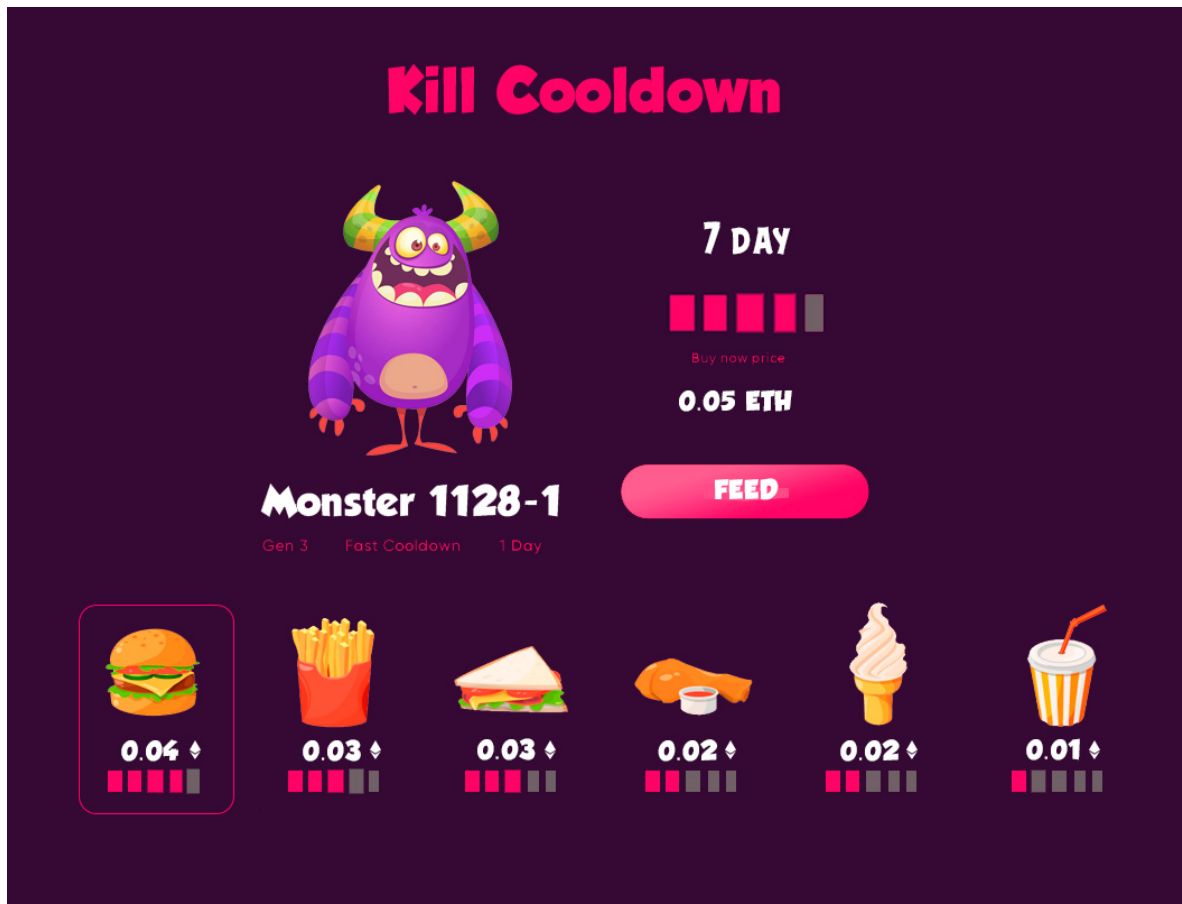 Kill Cooldown
7 DAY
Buy now price
0.05 ETH
FEED
Monster 1128-1
Gen 3 Fast Cooldown 1 Day
0.04 0.03 0.03 0.02 0.02 0.01